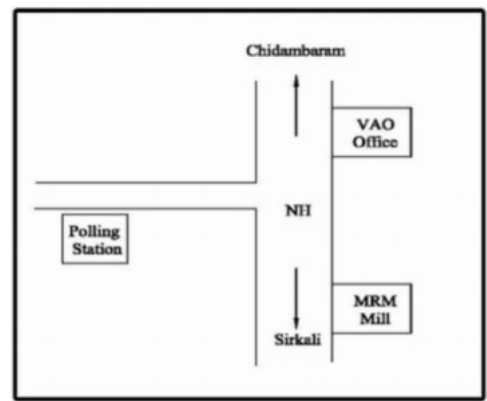 Chidambaram
VAO
Office
NH
Polling
Station
MRM
Mill
Sirkali